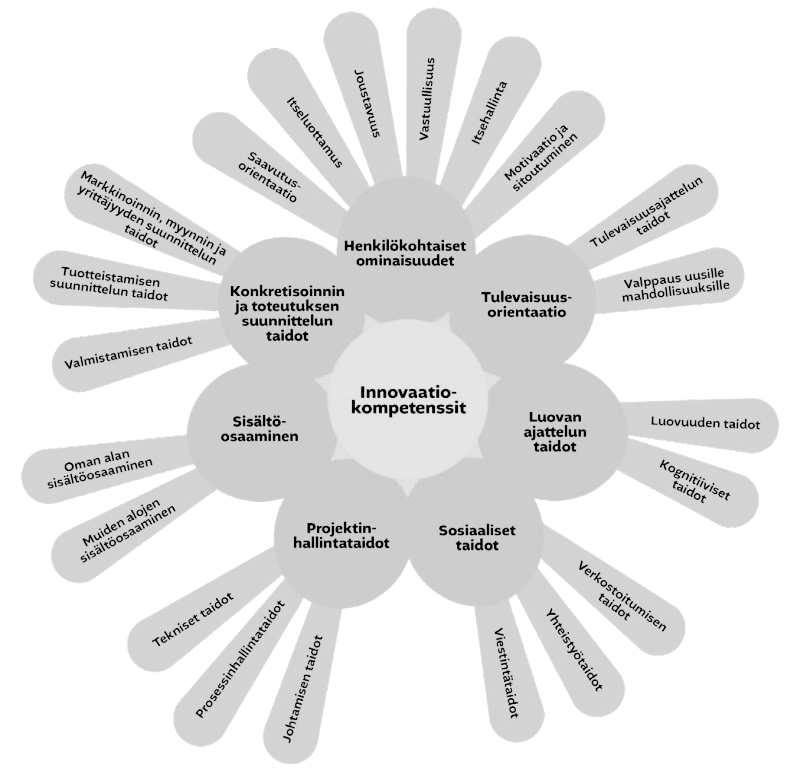 Innovaatio-
kompetenssit
Henkilökohtaiset
ominaisuudet
Saavutus-
orientaatio
Itseluottamus
Joustavuus
Vastuullisuus
Itsehallinta
Motivaatio ja
sitoutuminen
Tulevaisuus-
orientaatio
Tulevaisuusajattelun
taidot
Valppaus uusille
mahdollisuuksille
Luovan
ajattelun
taidot
Luovuuden taidot
Kognitiiviset
taidot
Sosiaaliset
taidot
Verkostoitumisen
taidot
Yhteistyötaidot
Viestintätaidot
Projektin-
hallintataidot
Johtamisen taidot
Prosessinhallintataidot
Tekniset taidot
Sisältö-
osaaminen
Muiden alojen
sisältöosaaminen
Oman alan
sisältöosaaminen
Konkretisoinnin
ja toteutuksen
suunnittelun
taidot
Valmistamisen taidot
Tuotteistamisen
suunnittelun taidot
Markkinoinnin, myynnin ja
yrittäjyyden suunnittelun
taidot